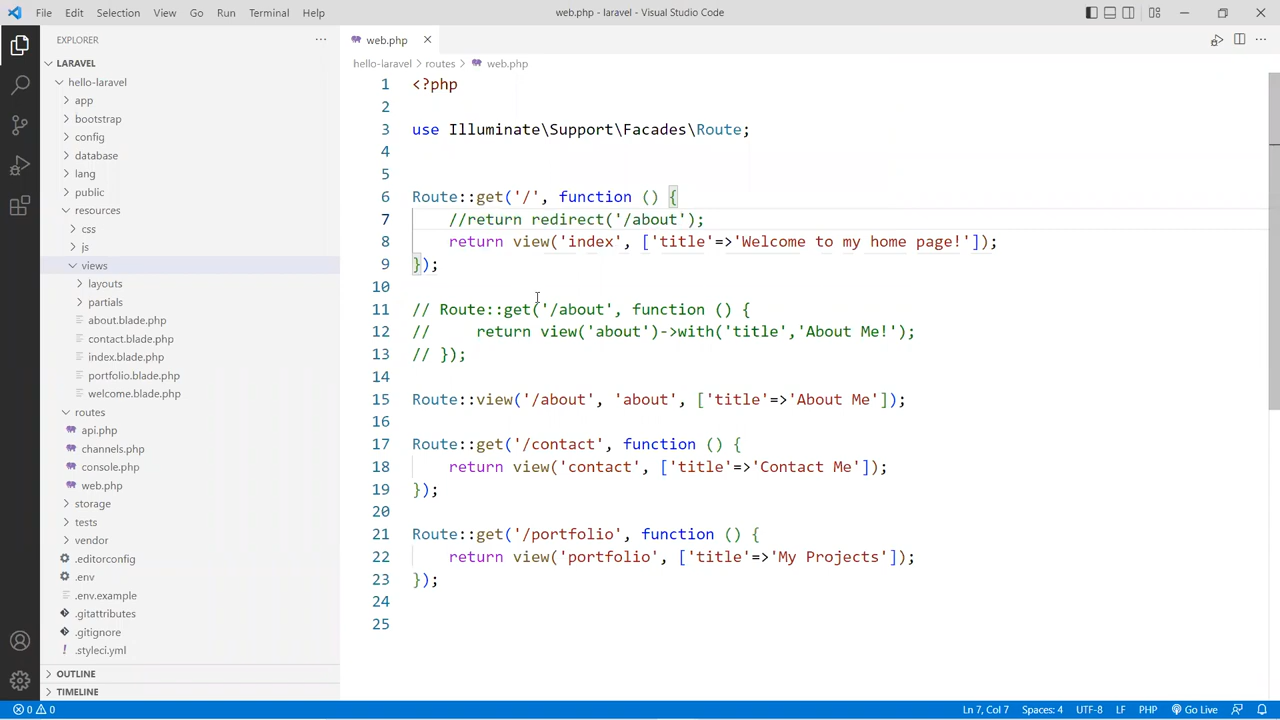 File Edit Selection View Go Run Terminal Help
web.php - laravel - Visual Studio Code
EXPLORER
LARAVEL
hello-laravel
app
bootstrap
config
database
lang
public
resources
css
js
views
layouts
partials
about.blade.php
contact.blade.php
index.blade.php
portfolio.blade.php
welcome.blade.php
routes
api.php
channels.php
console.php
web.php
storage
tests
vendor
.editorconfig
.env
.env.example
.gitattributes
.gitignore
.styleci.yml
OUTLINE
TIMELINE
web.php
hello-laravel > routes > web.php
1 <?php
2
3 use Illuminate\Support\Facades\Route;
4
5
6 Route::get('/', function () {
7     //return redirect('/about');
8     return view('index', ['title'=>'Welcome to my home page!']);
9 });
10
11 // Route::get('/about', function () {
12 //     return view('about')->with('title','About Me!');
13 // });
14
15 Route::view('/about', 'about', ['title'=>'About Me']);
16
17 Route::get('/contact', function () {
18     return view('contact', ['title'=>'Contact Me']);
19 });
20
21 Route::get('/portfolio', function () {
22     return view('portfolio', ['title'=>'My Projects']);
23 });
24
25
0 0 Ln 7, Col 7 Spaces: 4 UTF-8 LF PHP Go Live